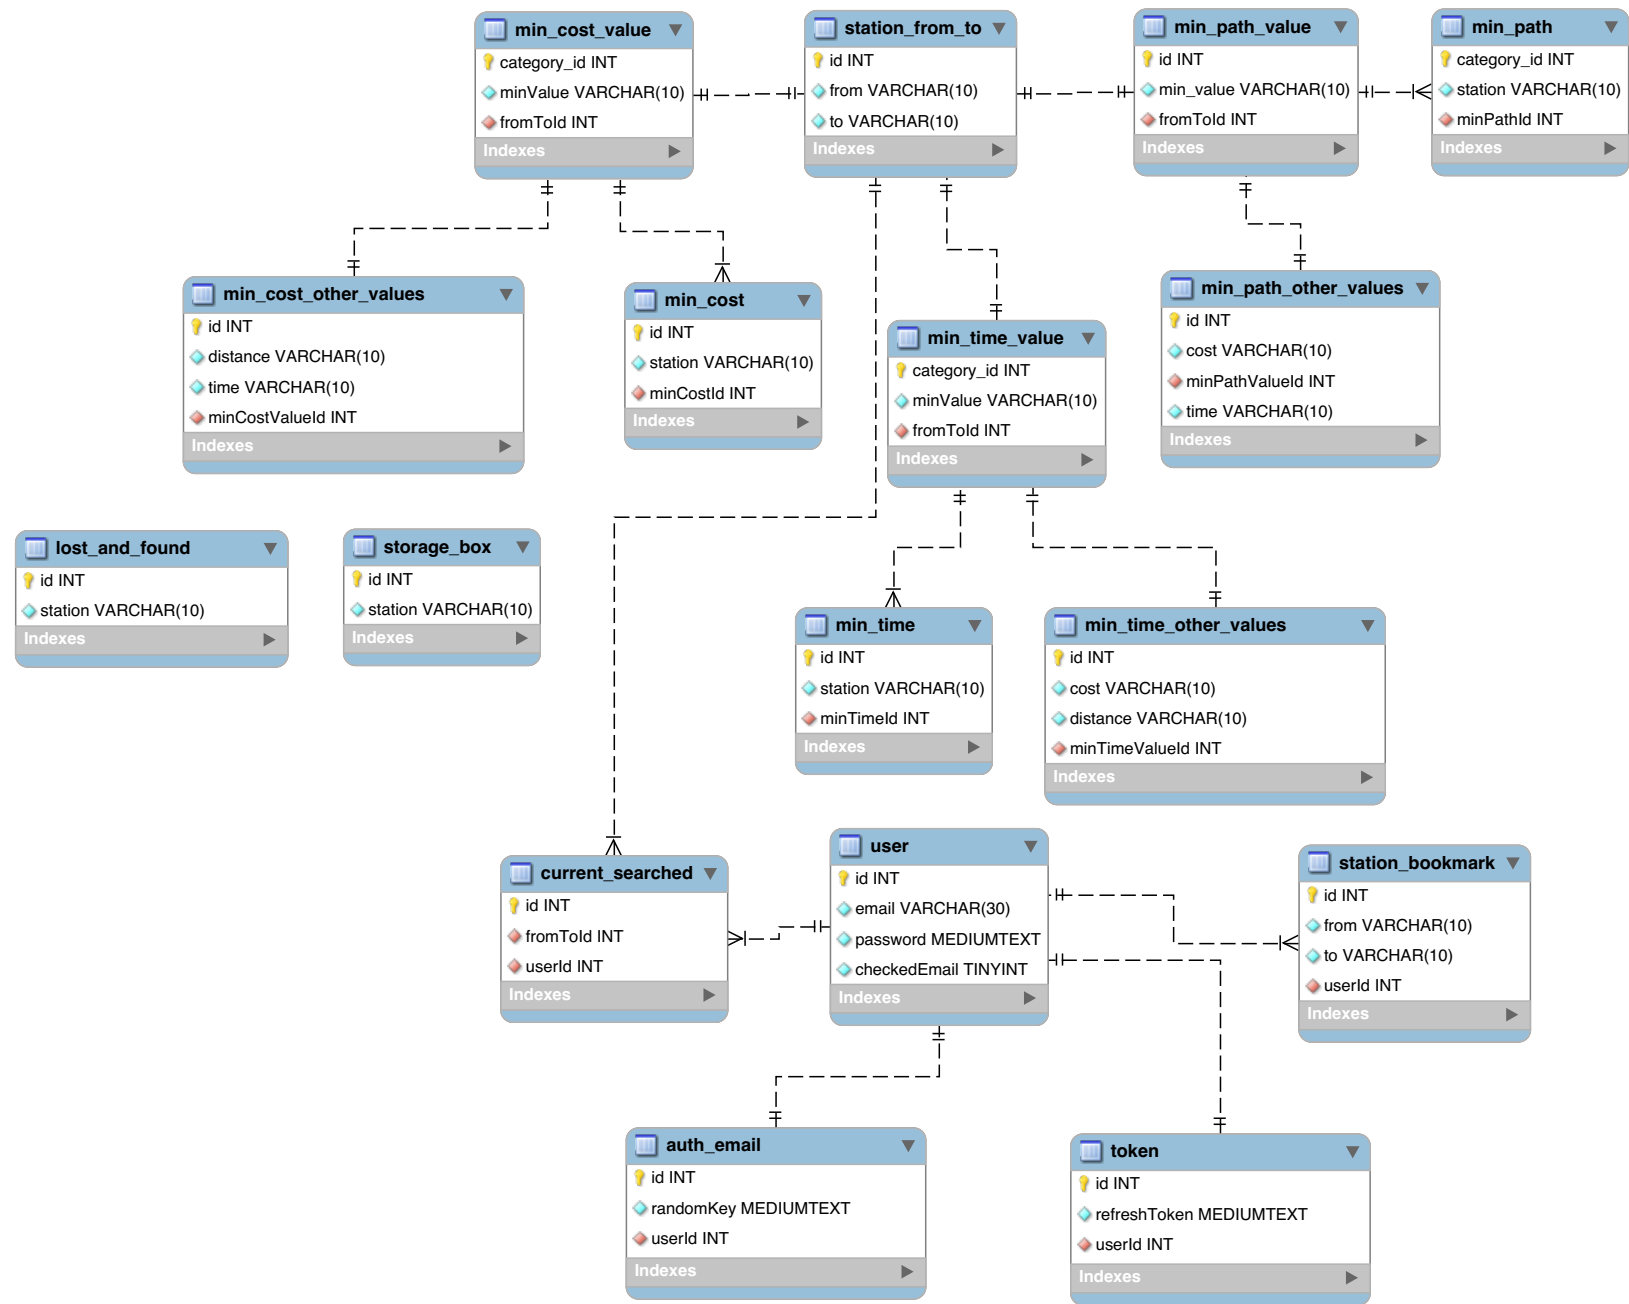 min_cost_value
category_id INT
minValue VARCHAR(10)
fromToId INT
Indexes
station_from_to
id INT
from VARCHAR(10)
to VARCHAR(10)
Indexes
min_path_value
id INT
min_value VARCHAR(10)
fromToId INT
Indexes
min_path
category_id INT
station VARCHAR(10)
minPathId INT
Indexes
min_cost_other_values
id INT
distance VARCHAR(10)
time VARCHAR(10)
minCostValueId INT
Indexes
min_cost
id INT
station VARCHAR(10)
minCostId INT
Indexes
min_time_value
category_id INT
minValue VARCHAR(10)
fromToId INT
Indexes
min_path_other_values
id INT
cost VARCHAR(10)
minPathValueId INT
time VARCHAR(10)
Indexes
lost_and_found
id INT
station VARCHAR(10)
Indexes
storage_box
id INT
station VARCHAR(10)
Indexes
min_time
id INT
station VARCHAR(10)
minTimeId INT
Indexes
min_time_other_values
id INT
cost VARCHAR(10)
distance VARCHAR(10)
minTimeValueId INT
Indexes
current_searched
id INT
fromToId INT
userId INT
Indexes
user
id INT
email VARCHAR(30)
password MEDIUMTEXT
checkedEmail TINYINT
Indexes
station_bookmark
id INT
from VARCHAR(10)
to VARCHAR(10)
userId INT
Indexes
auth_email
id INT
randomKey MEDIUMTEXT
userId INT
Indexes
token
id INT
refreshToken MEDIUMTEXT
userId INT
Indexes